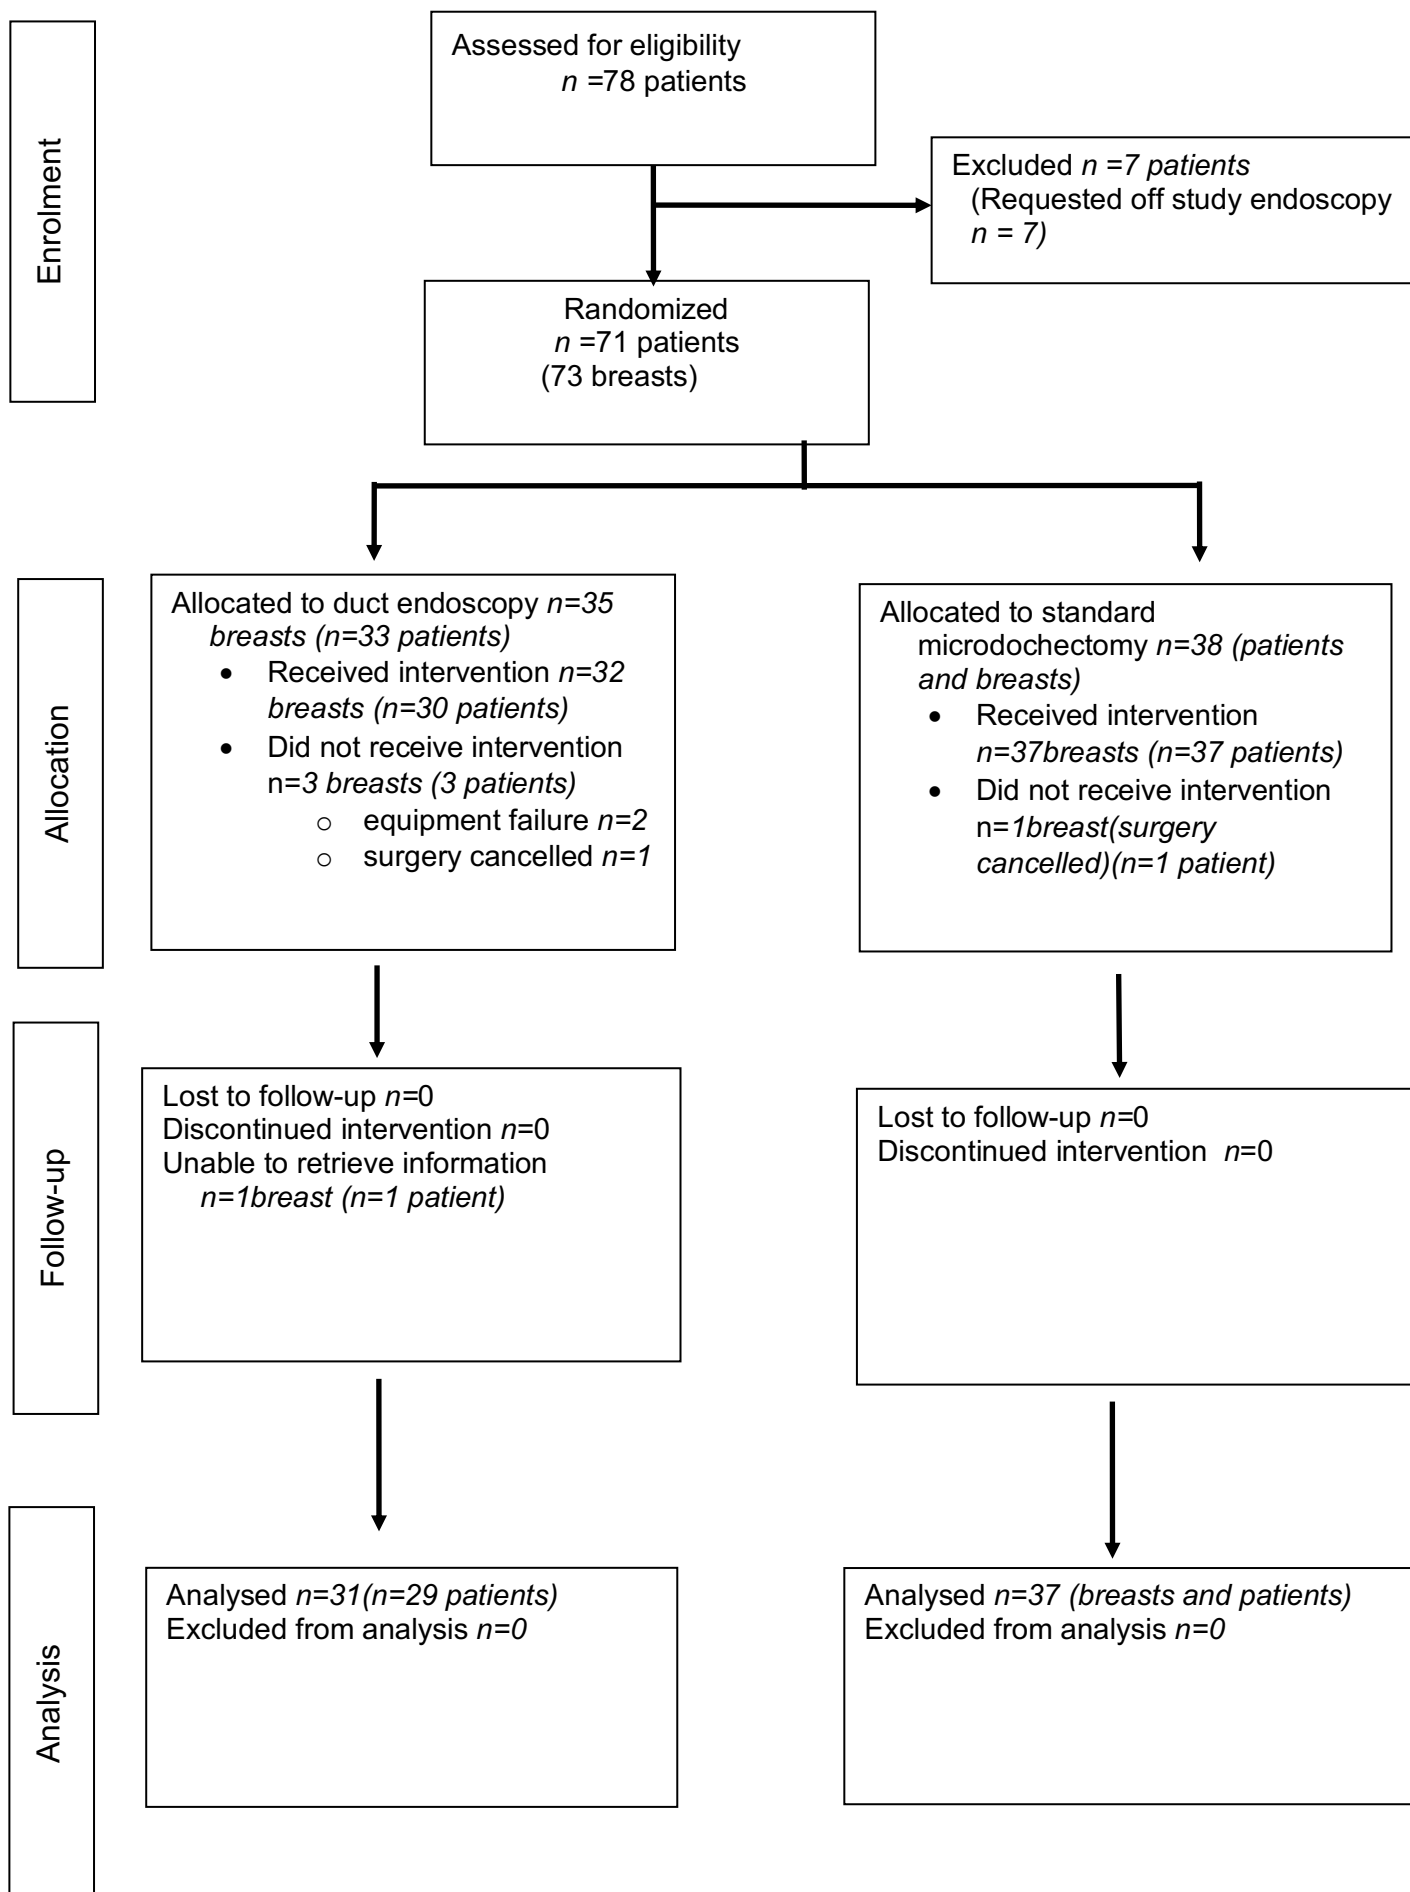 Enrolment
Assessed for eligibility
n =78 patients
Excluded n =7 patients
(Requested off study endoscopy
n = 7)
Randomized
n =71 patients
(73 breasts)
Allocation
Allocated to duct endoscopy n=35
breasts (n=33 patients)
• Received intervention n=32
breasts (n=30 patients)
• Did not receive intervention
n=3 breasts (3 patients)
o equipment failure n=2
o surgery cancelled n=1
Allocated to standard
microdochectomy n=38 (patients
and breasts)
• Received intervention
n=37breasts (n=37 patients)
• Did not receive intervention
n=1breast(surgery
cancelled)(n=1 patient)
Follow-up
Lost to follow-up n=0
Discontinued intervention n=0
Unable to retrieve information
n=1breast (n=1 patient)
Lost to follow-up n=0
Discontinued intervention n=0
Analysis
Analysed n=31(n=29 patients)
Excluded from analysis n=0
Analysed n=37 (breasts and patients)
Excluded from analysis n=0